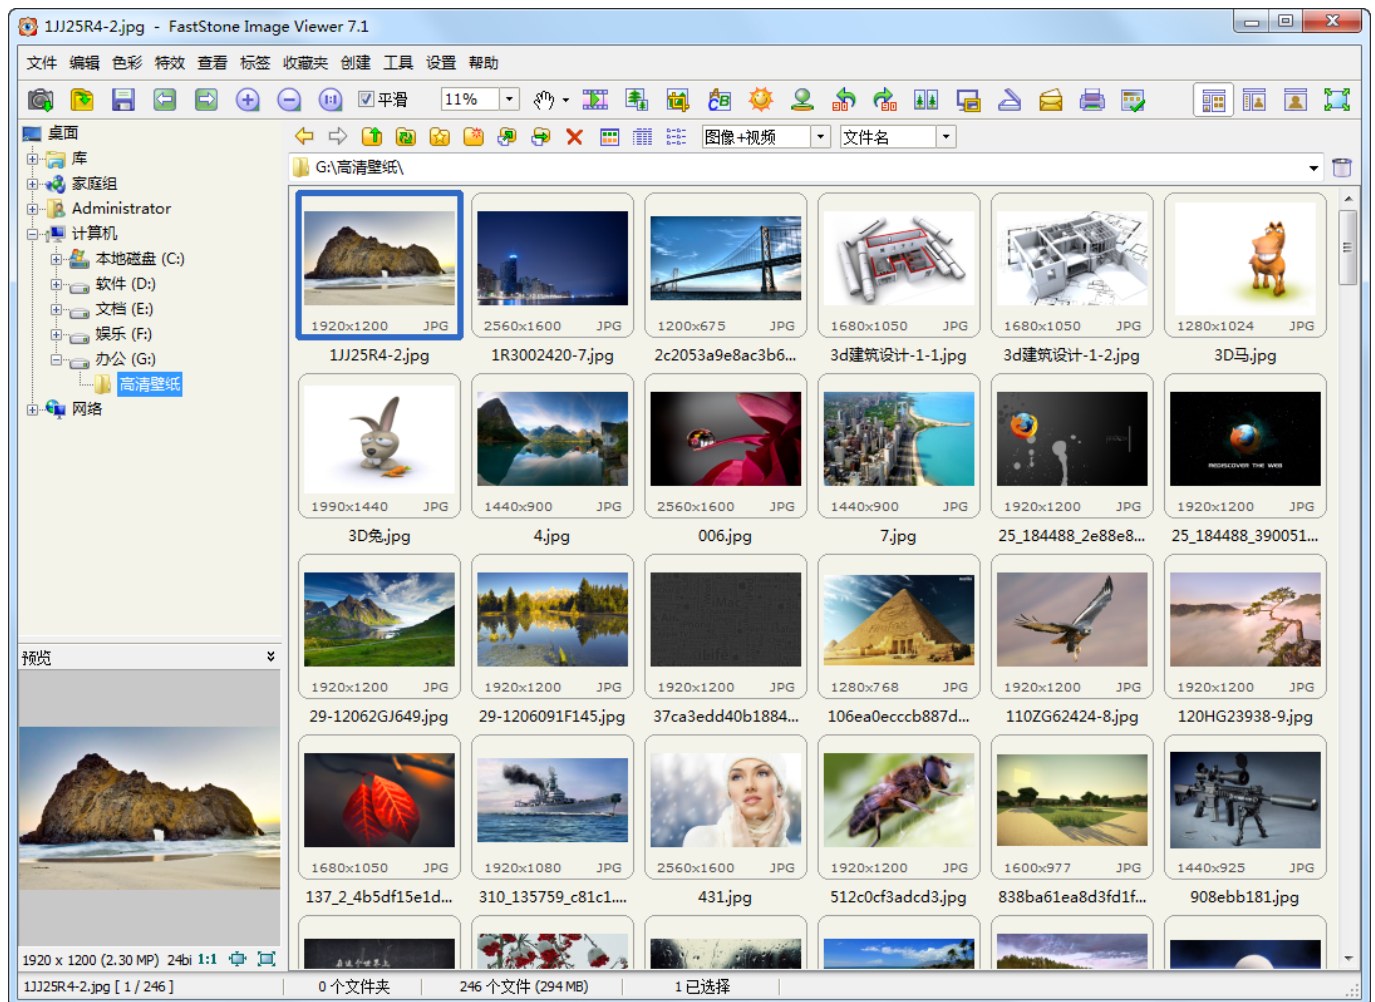 1JJ25R4-2.jpg - FastStone Image Viewer 7.1
文件 编辑 色彩 特效 查看 标签 收藏夹 创建 工具 设置 帮助
平滑 11%
桌面
库
家庭组
Administrator
计算机
本地磁盘 (C:)
软件 (D:)
文档 (E:)
娱乐 (F:)
办公 (G:)
高清壁纸
网络
图像+视频 文件名
G:\高清壁纸\
1920x1200 JPG 2560x1600 JPG 1200x675 JPG 1680x1050 JPG 1680x1050 JPG 1280x1024 JPG
1JJ25R4-2.jpg 1R3002420-7.jpg 2c2053a9e8ac3b6... 3d建筑设计-1-1.jpg 3d建筑设计-1-2.jpg 3D马.jpg
REDISCOVER THE WEB
1990x1440 JPG 1440x900 JPG 2560x1600 JPG 1440x900 JPG 1920x1200 JPG 1920x1200 JPG
3D兔.jpg 4.jpg 006.jpg 7.jpg 25_184488_2e88e8... 25_184488_390051...
iMac
1920x1200 JPG 1920x1200 JPG 1920x1200 JPG 1280x768 JPG 1920x1200 JPG 1920x1200 JPG
29-12062GJ649.jpg 29-1206091F145.jpg 37ca3edd40b1884... 106ea0ecccb887d... 110ZG62424-8.jpg 120HG23938-9.jpg
1680x1050 JPG 1920x1080 JPG 2560x1600 JPG 1920x1200 JPG 1600x977 JPG 1440x925 JPG
137_2_4b5df15e1d... 310_135759_c81c1.... 431.jpg 512c0cf3adcd3.jpg 838ba61ea8d3fd1f... 908ebb181.jpg
在这个世界上
预览
1920 x 1200 (2.30 MP) 24bi 1:1
1JJ25R4-2.jpg [ 1 / 246 ] 0 个文件夹 246 个文件 (294 MB) 1 已选择